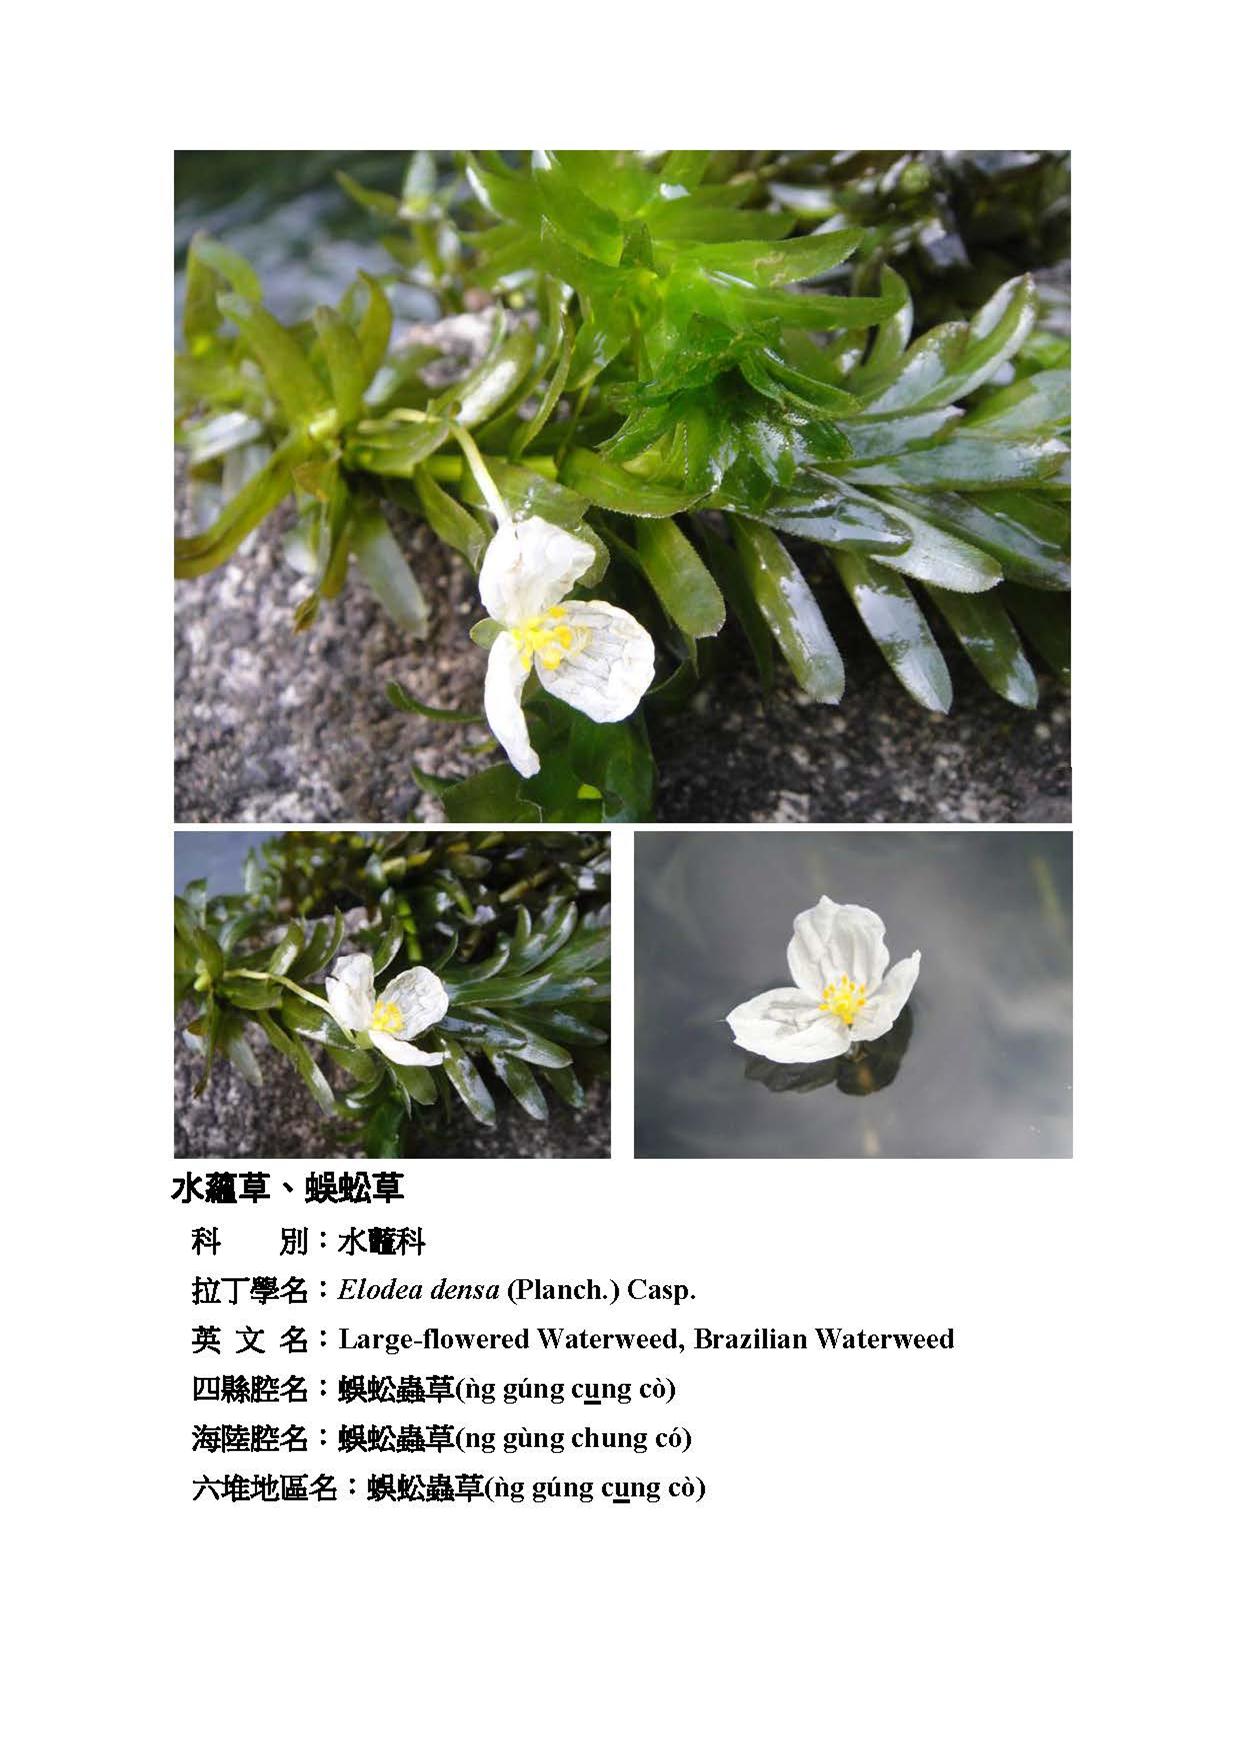 水蘊草、蜈蚣草
科　　別：水鼈科
拉丁學名：Elodea densa (Planch.) Casp.
英 文 名：Large-flowered Waterweed, Brazilian Waterweed
四縣腔名：蜈蚣蟲草(ǹg gúng cung cò)
海陸腔名：蜈蚣蟲草(ng gùng chung có)
六堆地區名：蜈蚣蟲草(ǹg gúng cung cò)